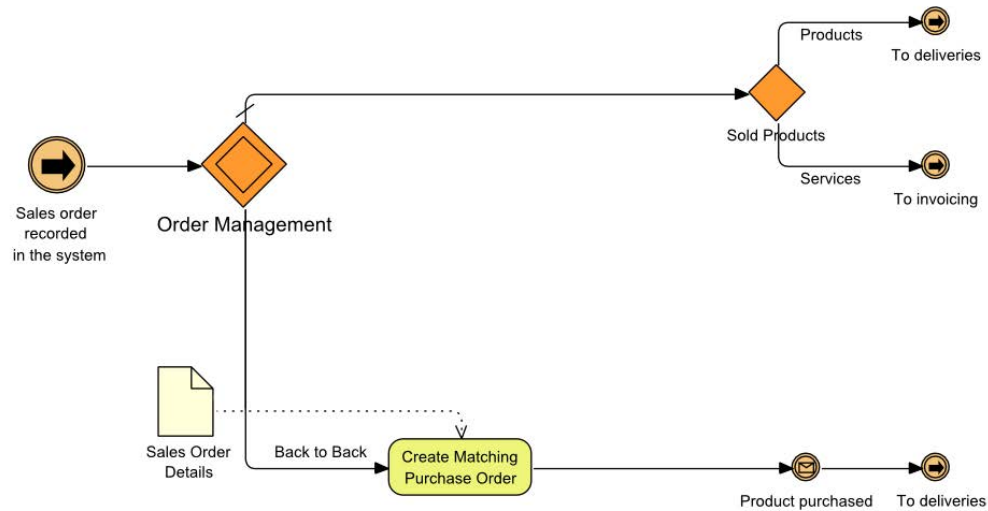 Products
To deliveries
Sold Products
Services
To invoicing
Sales order
recorded
in the system
Order Management
Sales Order
Details
Back to Back
Create Matching
Purchase Order
Product purchased
To deliveries